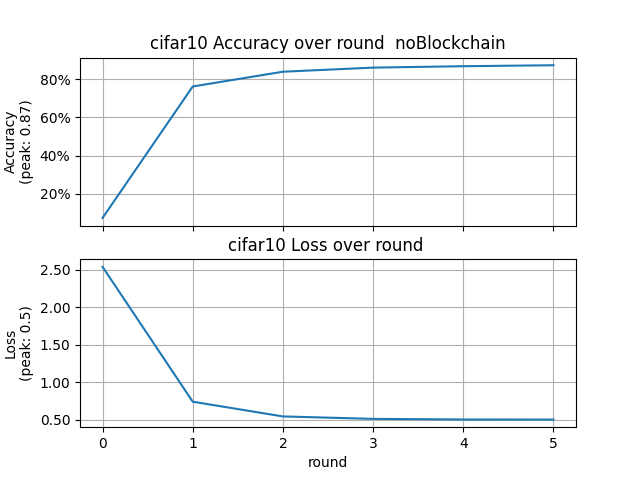 cifar10 Accuracy over round  noBlockchain
Accuracy
(peak: 0.87)
80%
60%
40%
20%
cifar10 Loss over round
Loss
(peak: 0.5)
2.50
2.00
1.50
1.00
0.50
0 1 2 3 4 5
round